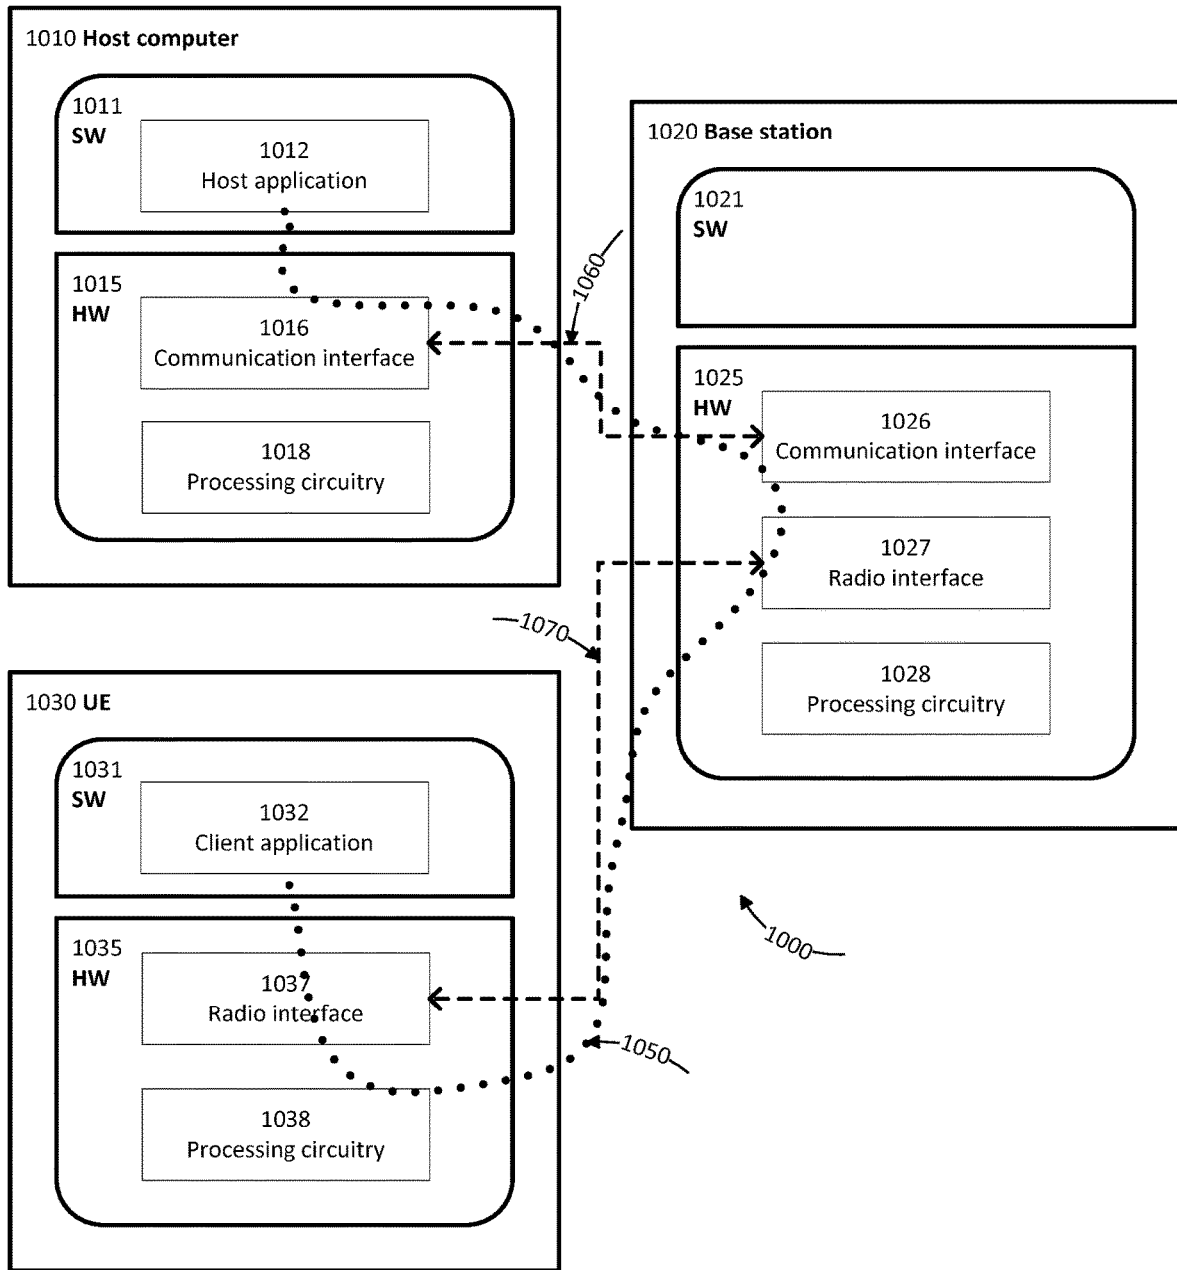 1010 Host computer
1011
SW
1012
Host application
1015
HW
1016
Communication interface
1018
Processing circuitry
1060
1020 Base station
1021
SW
1025
HW
1026
Communication interface
1027
Radio interface
1028
Processing circuitry
1070
1030 UE
1031
SW
1032
Client application
1035
HW
1037
Radio interface
1038
Processing circuitry
1000
1050